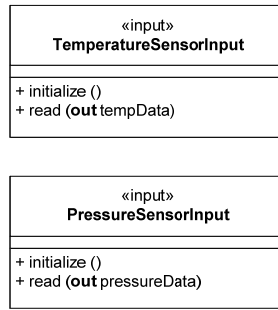 «input»
TemperatureSensorInput
+ initialize ()
+ read (out tempData)
«input»
PressureSensorInput
+ initialize ()
+ read (out pressureData)